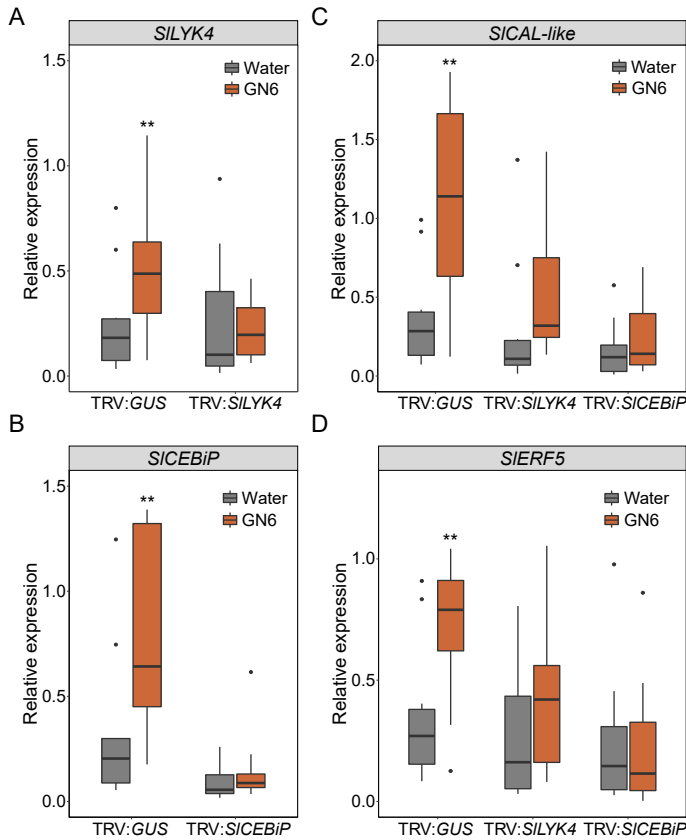 A
SlLYK4
Relative expression
1.5
1.0
0.5
0.0
Water
GN6
**
TRV:GUS
TRV:SlLYK4
B
SlCEBiP
Relative expression
1.5
1.0
0.5
0.0
Water
GN6
**
TRV:GUS
TRV:SlCEBiP
C
SlCAL-like
Relative expression
2.0
1.5
1.0
0.5
0.0
Water
GN6
**
TRV:GUS
TRV:SlLYK4
TRV:SlCEBiP
D
SlERF5
Relative expression
1.0
0.5
0.0
Water
GN6
**
TRV:GUS
TRV:SlLYK4
TRV:SlCEBiP